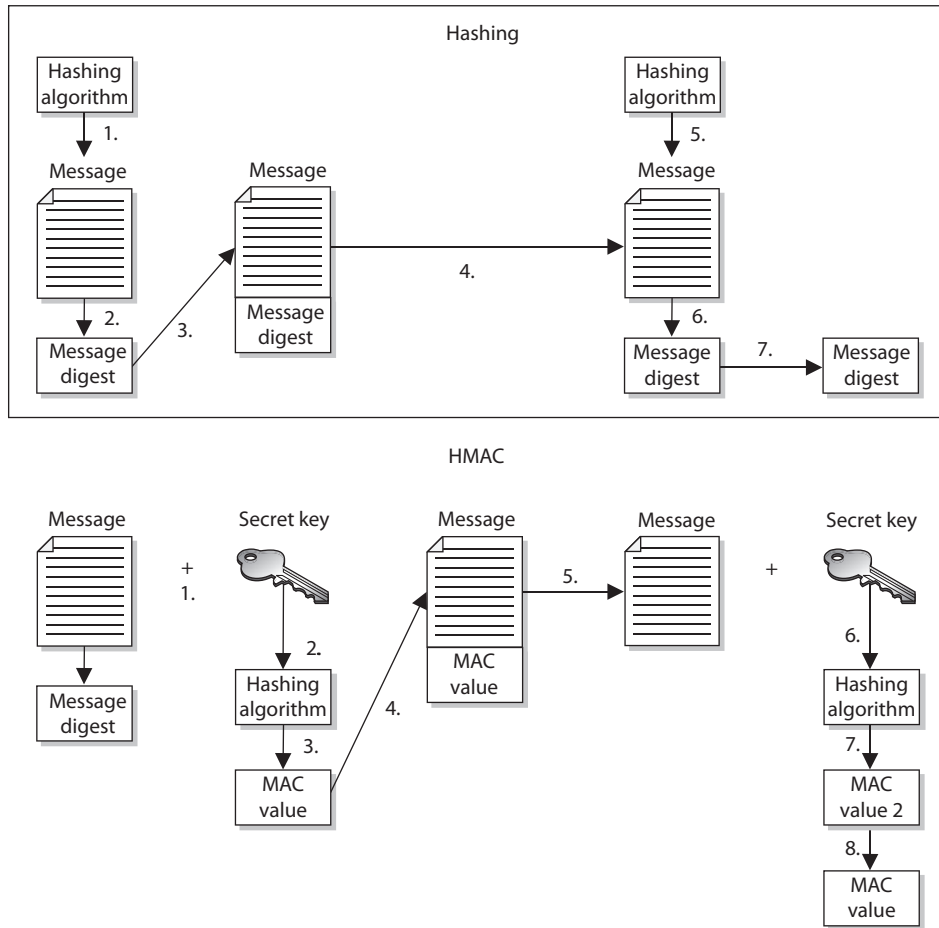 Hashing
Hashing
algorithm
Hashing
algorithm
1.
5.
Message
Message
Message
4.
2.
3.
6.
Message
digest
Message
digest
Message
digest
7.
Message
digest
HMAC
Message
Secret key
Message
Message
Secret key
+
1.
5.
+
2.
6.
Message
digest
Hashing
algorithm
4.
MAC
value
Hashing
algorithm
3.
7.
MAC
value
MAC
value 2
8.
MAC
value